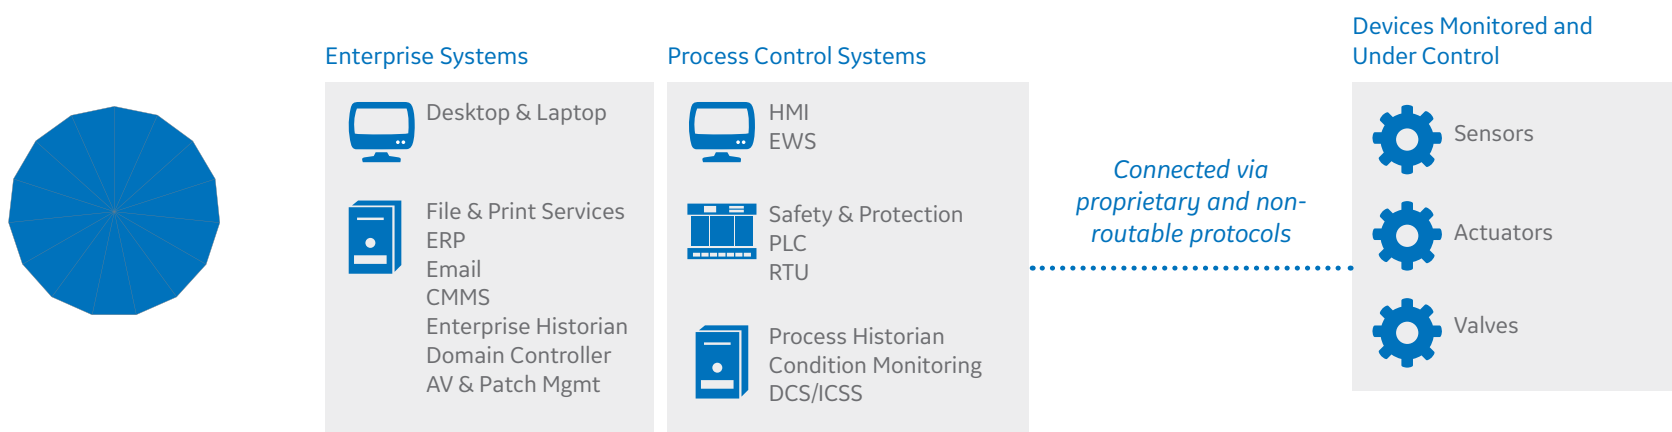 Enterprise Systems
Desktop & Laptop
File & Print Services
ERP
Email
CMMS
Enterprise Historian
Domain Controller
AV & Patch Mgmt
Process Control Systems
HMI
EWS
Safety & Protection
PLC
RTU
Process Historian
Condition Monitoring
DCS/ICSS
Connected via
proprietary and non-
routable protocols
Devices Monitored and
Under Control
Sensors
Actuators
Valves